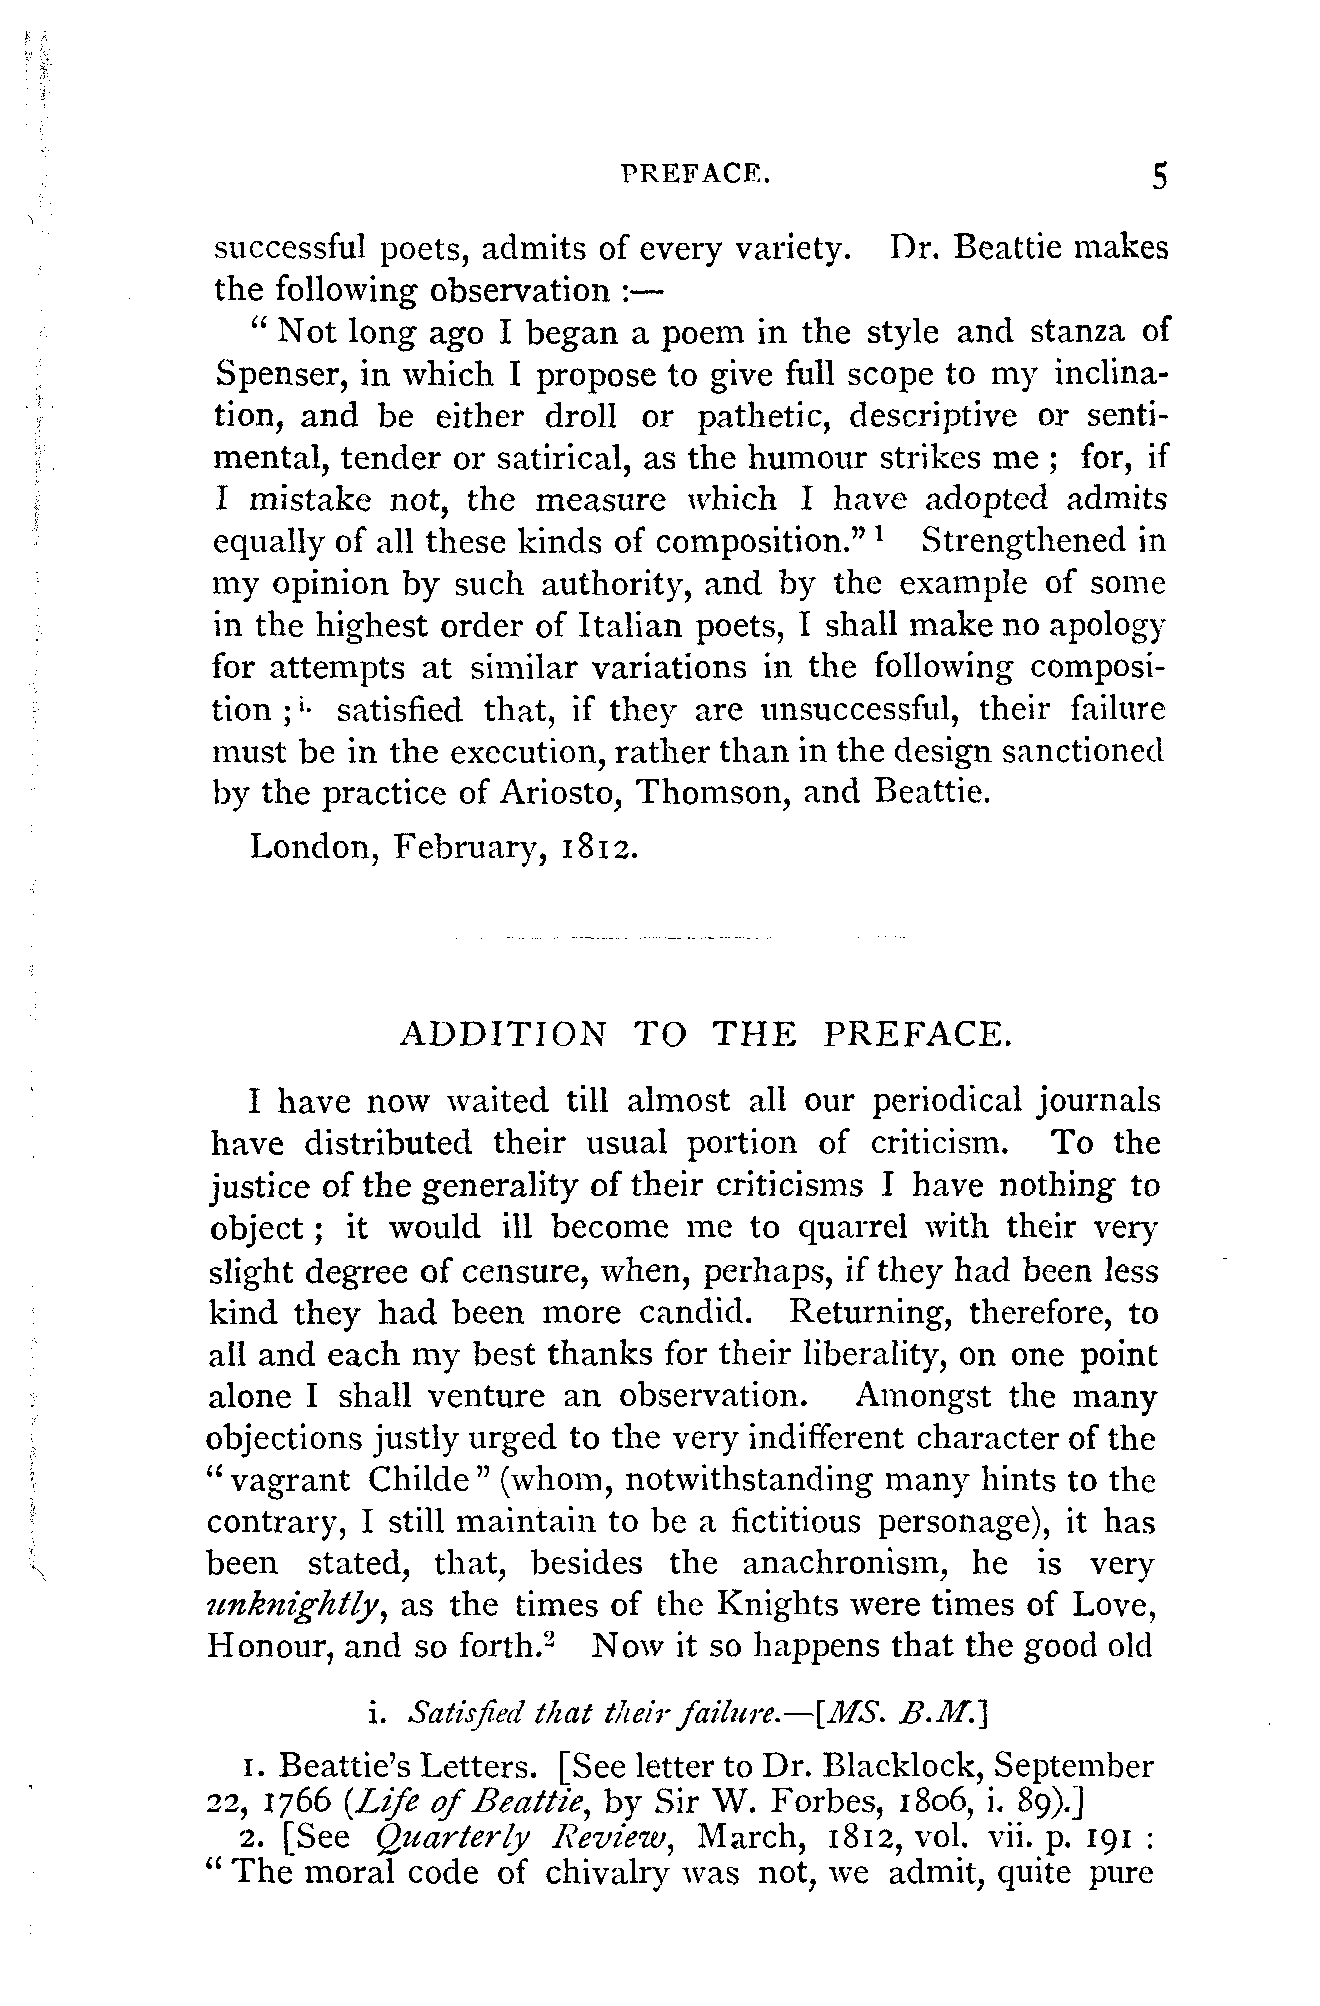 PREFACE. 5
successful poets, admits of every variety. Dr. Beattie makes
the following observation :—
“ Not long ago I began a poem in the style and stanza of
Spenser, in which I propose to give full scope to my inclina-
tion, and be either droll or pathetic, descriptive or senti-
mental, tender or satirical, as the humour strikes me ; for, if
I mistake not, the measure which I have adopted admits
equally of all these kinds of composition.” ¹ Strengthened in
my opinion by such authority, and by the example of some
in the highest order of Italian poets, I shall make no apology
for attempts at similar variations in the following composi-
tion ; i. satisfied that, if they are unsuccessful, their failure
must be in the execution, rather than in the design sanctioned
by the practice of Ariosto, Thomson, and Beattie.
London, February, 1812.
ADDITION TO THE PREFACE.
I have now waited till almost all our periodical journals
have distributed their usual portion of criticism. To the
justice of the generality of their criticisms I have nothing to
object ; it would ill become me to quarrel with their very
slight degree of censure, when, perhaps, if they had been less
kind they had been more candid. Returning, therefore, to
all and each my best thanks for their liberality, on one point
alone I shall venture an observation. Amongst the many
objections justly urged to the very indifferent character of the
“ vagrant Childe ” (whom, notwithstanding many hints to the
contrary, I still maintain to be a fictitious personage), it has
been stated, that, besides the anachronism, he is very
unknightly, as the times of the Knights were times of Love,
Honour, and so forth.² Now it so happens that the good old
i. Satisfied that their failure.—[MS. B.M.]
1. Beattie’s Letters. [See letter to Dr. Blacklock, September
22, 1766 (Life of Beattie, by Sir W. Forbes, 1806, i. 89).]
2. [See Quarterly Review, March, 1812, vol. vii. p. 191 :
“ The moral code of chivalry was not, we admit, quite pure